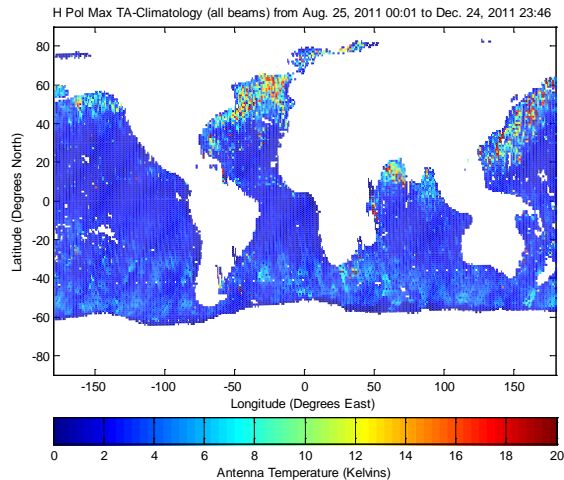 H Pol Max TA-Climatology (all beams) from Aug. 25, 2011 00:01 to Dec. 24, 2011 23:46
80
60
40
20
0
-20
-40
-60
-80
Latitude (Degrees North)
-150 -100 -50 0 50 100 150
Longitude (Degrees East)
0 2 4 6 8 10 12 14 16 18 20
Antenna Temperature (Kelvins)